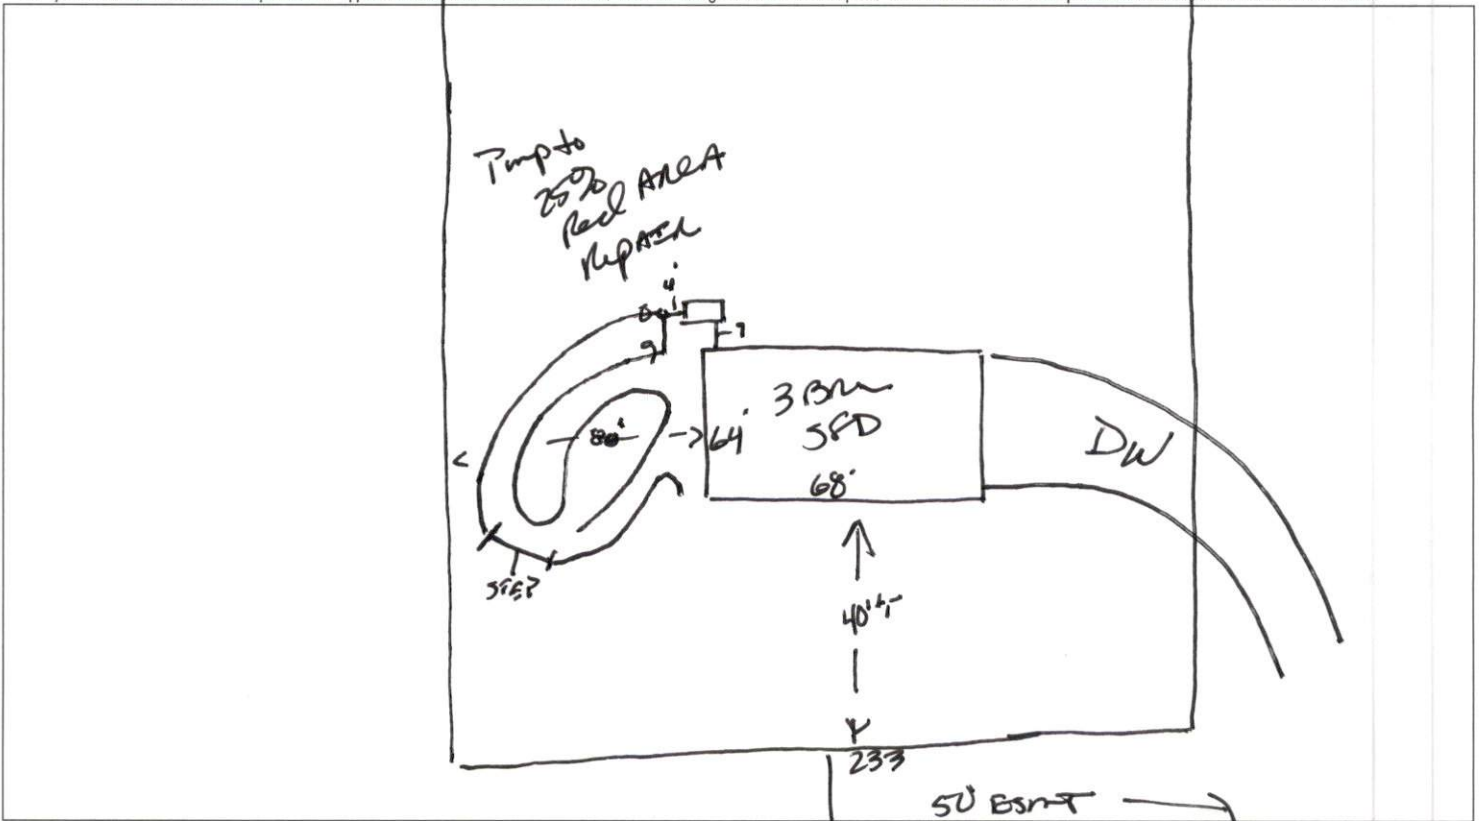 Pump to
25%
Red AREA
REPAIR
4'
7
9
3 BRM
SFD
80'
64'
68'
DW
STEP
40'+-
233
50' ESMT